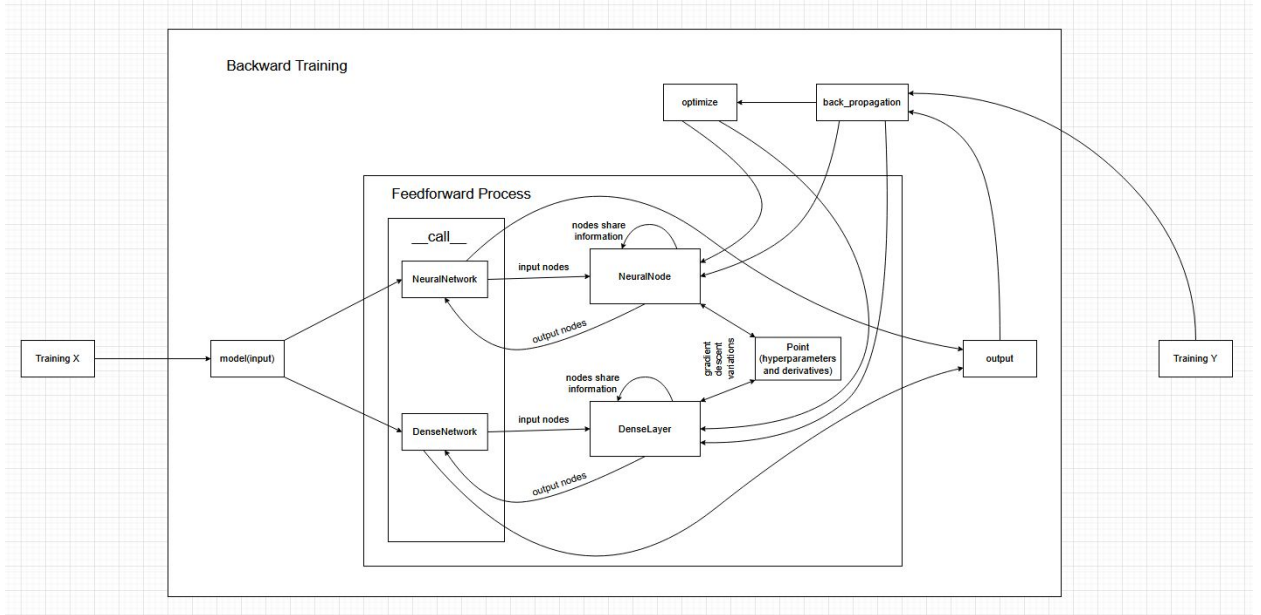 Backward Training
optimize
back_propagation
Feedforward Process
__call__
nodes share
information
NeuralNetwork
input nodes
NeuralNode
output nodes
Training X
model(input)
gradient
descent
variations
Point
(hyperparameters
and derivatives)
output
Training Y
nodes share
information
DenseNetwork
input nodes
DenseLayer
output nodes